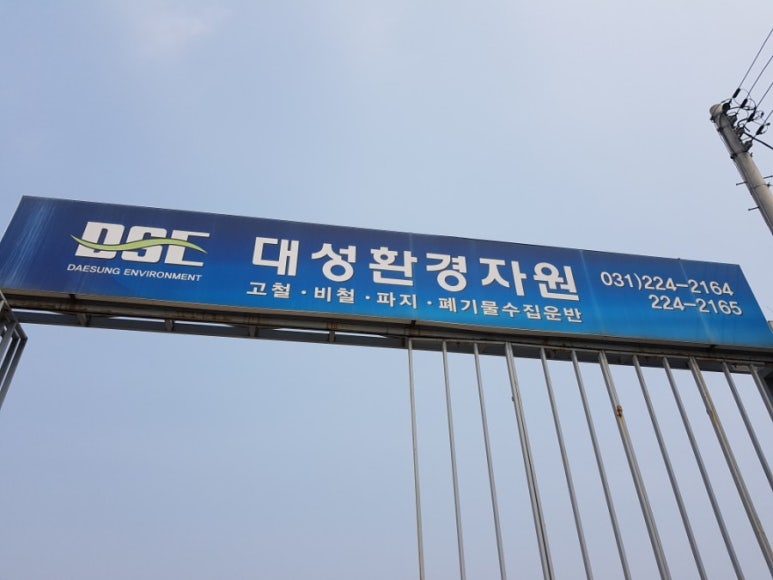 DSE
DAESUNG ENVIRONMENT
대성환경자원
고철·비철·파지·폐기물수집운반
031)224-2164
224-2165